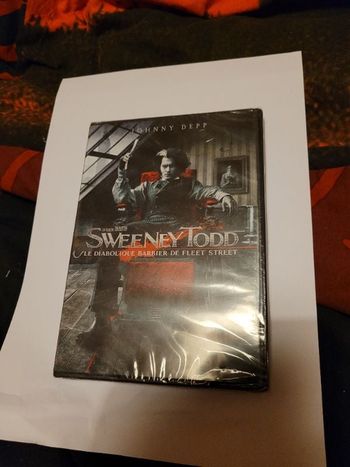 JOHNNY DEPP
SWEENEY TODD
LE DIABOLIQUE BARBIER DE FLEET STREET